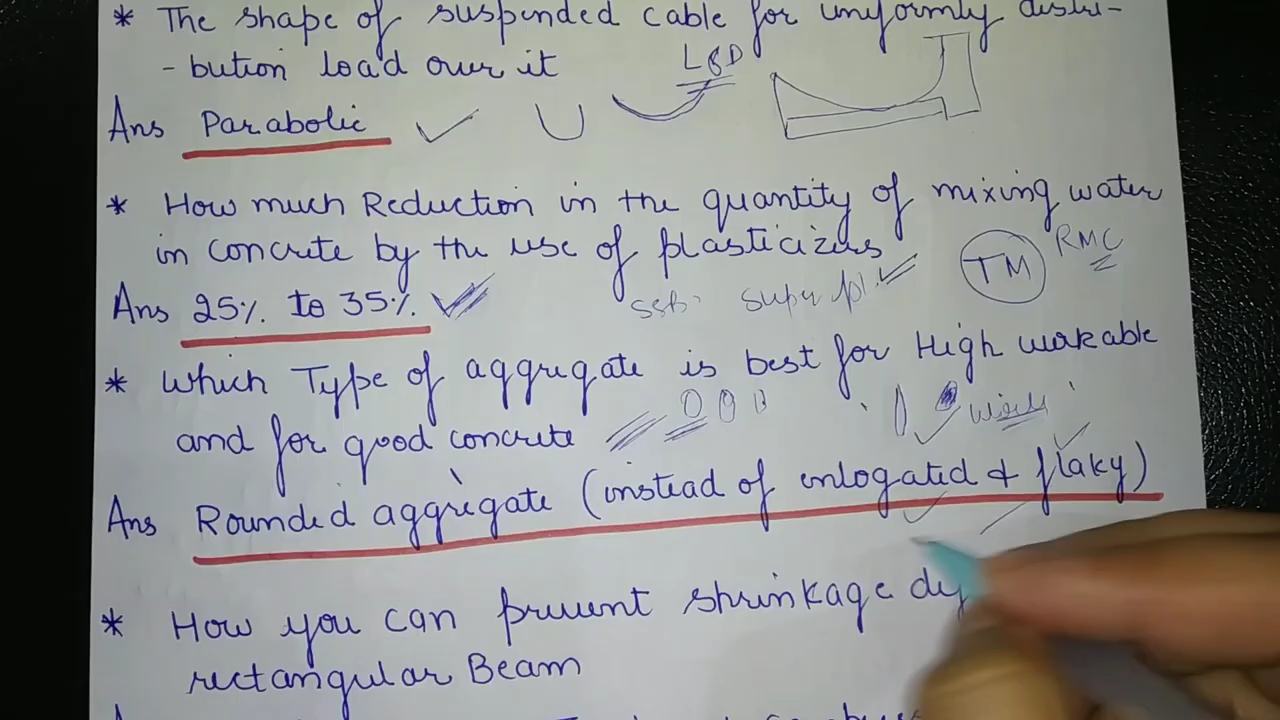 * The shape of suspended cable for uniformly distri-
- bution load over it
Ans Parabolic
* How much Reduction in the quantity of mixing water
in concrete by the use of plasticizers
RMC
TM
super pl.
Ans 25% to 35%.
* Which Type of aggregate is best for High workable
and for good concrete
Ans Rounded aggregate (instead of enlogated & flaky)
* How you can prevent shrinkage
rectangular Beam